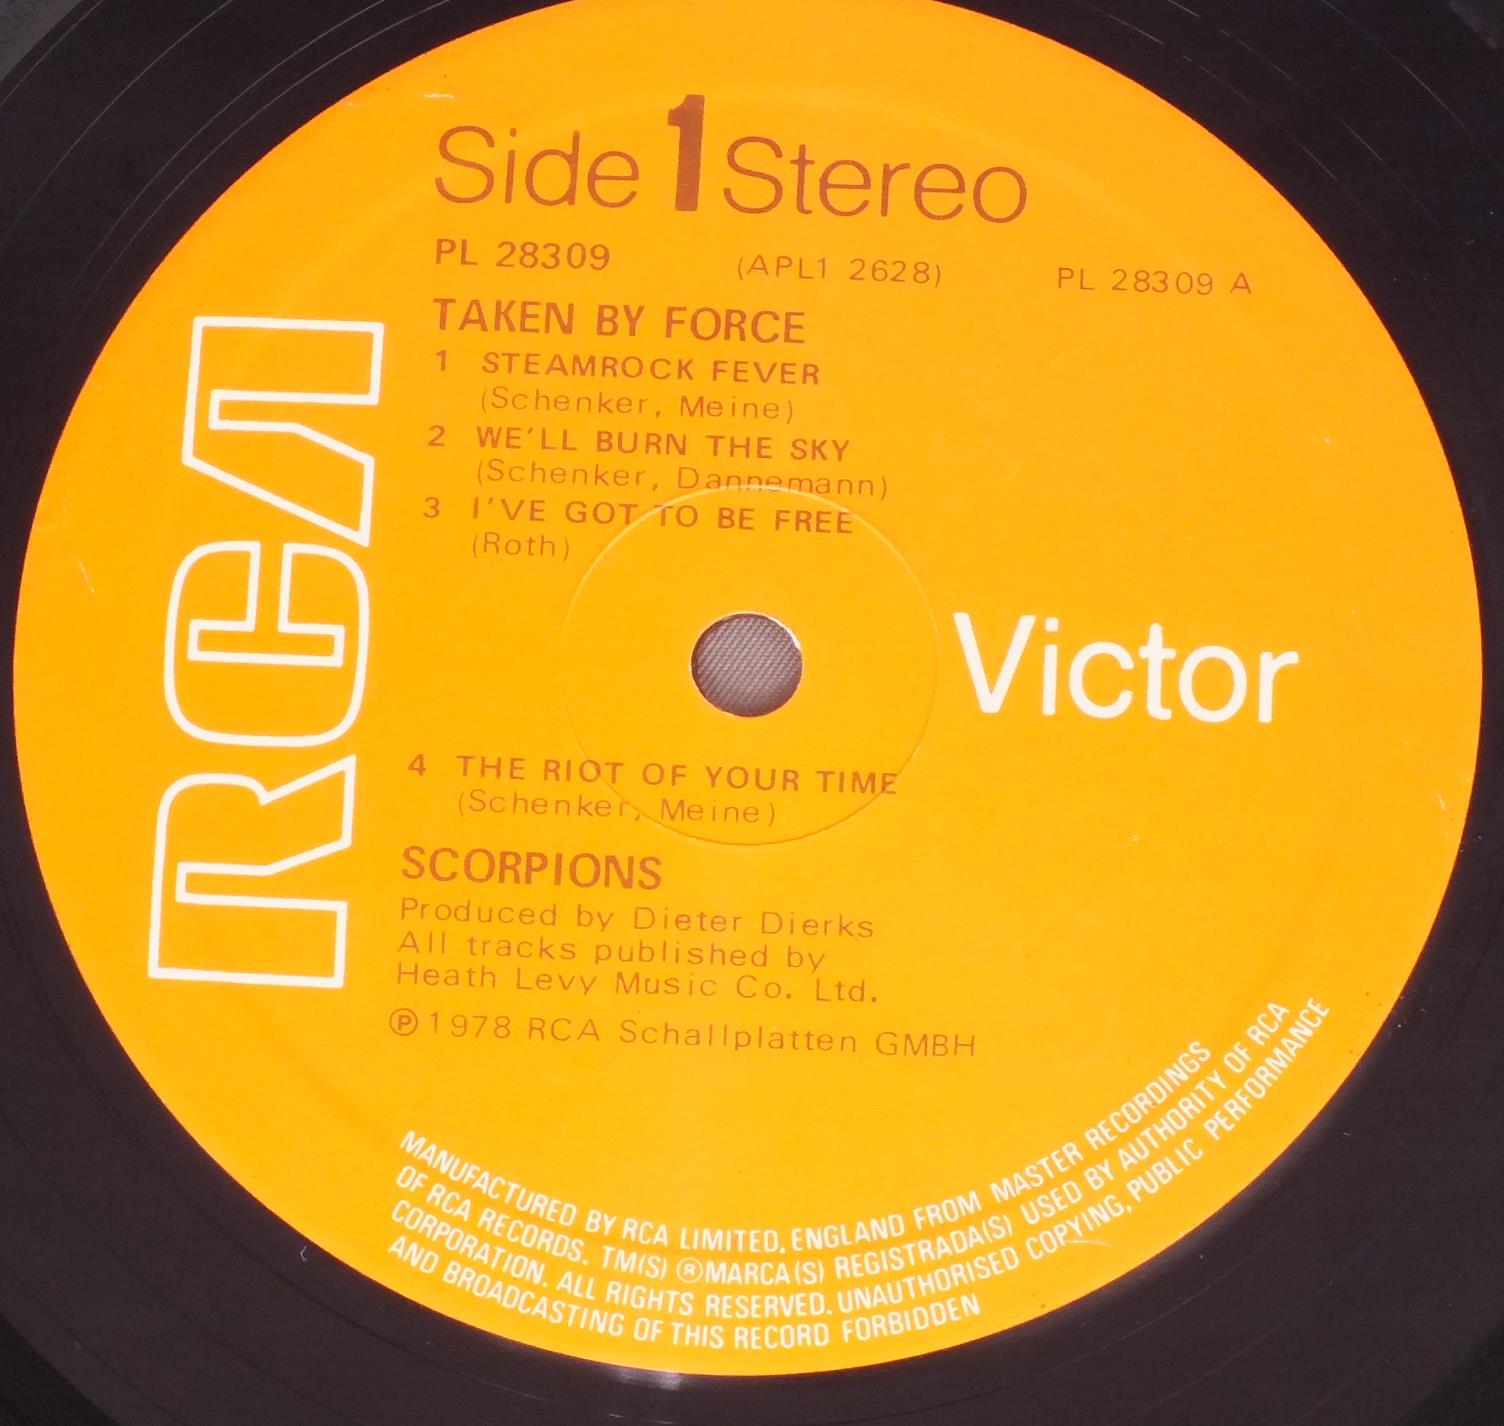 Side 1 Stereo
PL 28309 (APL1 2628) PL 28309 A
TAKEN BY FORCE
1 STEAMROCK FEVER
(Schenker, Meine)
2 WE'LL BURN THE SKY
(Schenker, Dannemann)
3 I'VE GOT TO BE FREE
(Roth)
RCA
Victor
4 THE RIOT OF YOUR TIME
(Schenker, Meine)
SCORPIONS
Produced by Dieter Dierks
All tracks published by
Heath Levy Music Co. Ltd.
℗1978 RCA Schallplatten GMBH
MANUFACTURED BY RCA LIMITED, ENGLAND FROM MASTER RECORDINGS
OF RCA RECORDS. TM(S) ®MARCA(S) REGISTRADA(S) USED BY AUTHORITY OF RCA
CORPORATION. ALL RIGHTS RESERVED. UNAUTHORISED COPYING, PUBLIC PERFORMANCE
AND BROADCASTING OF THIS RECORD FORBIDDEN